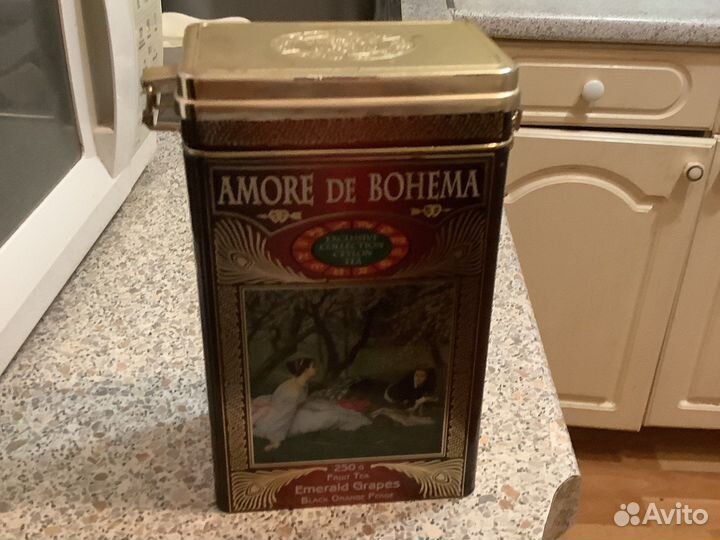 AMORE DE BOHEMA
EXCLUSIVE
COLLECTION
CEYLON
TEA
250 g
FRUIT TEA
Emerald Grapes
BLACK ORANGE PEKOE
Avito